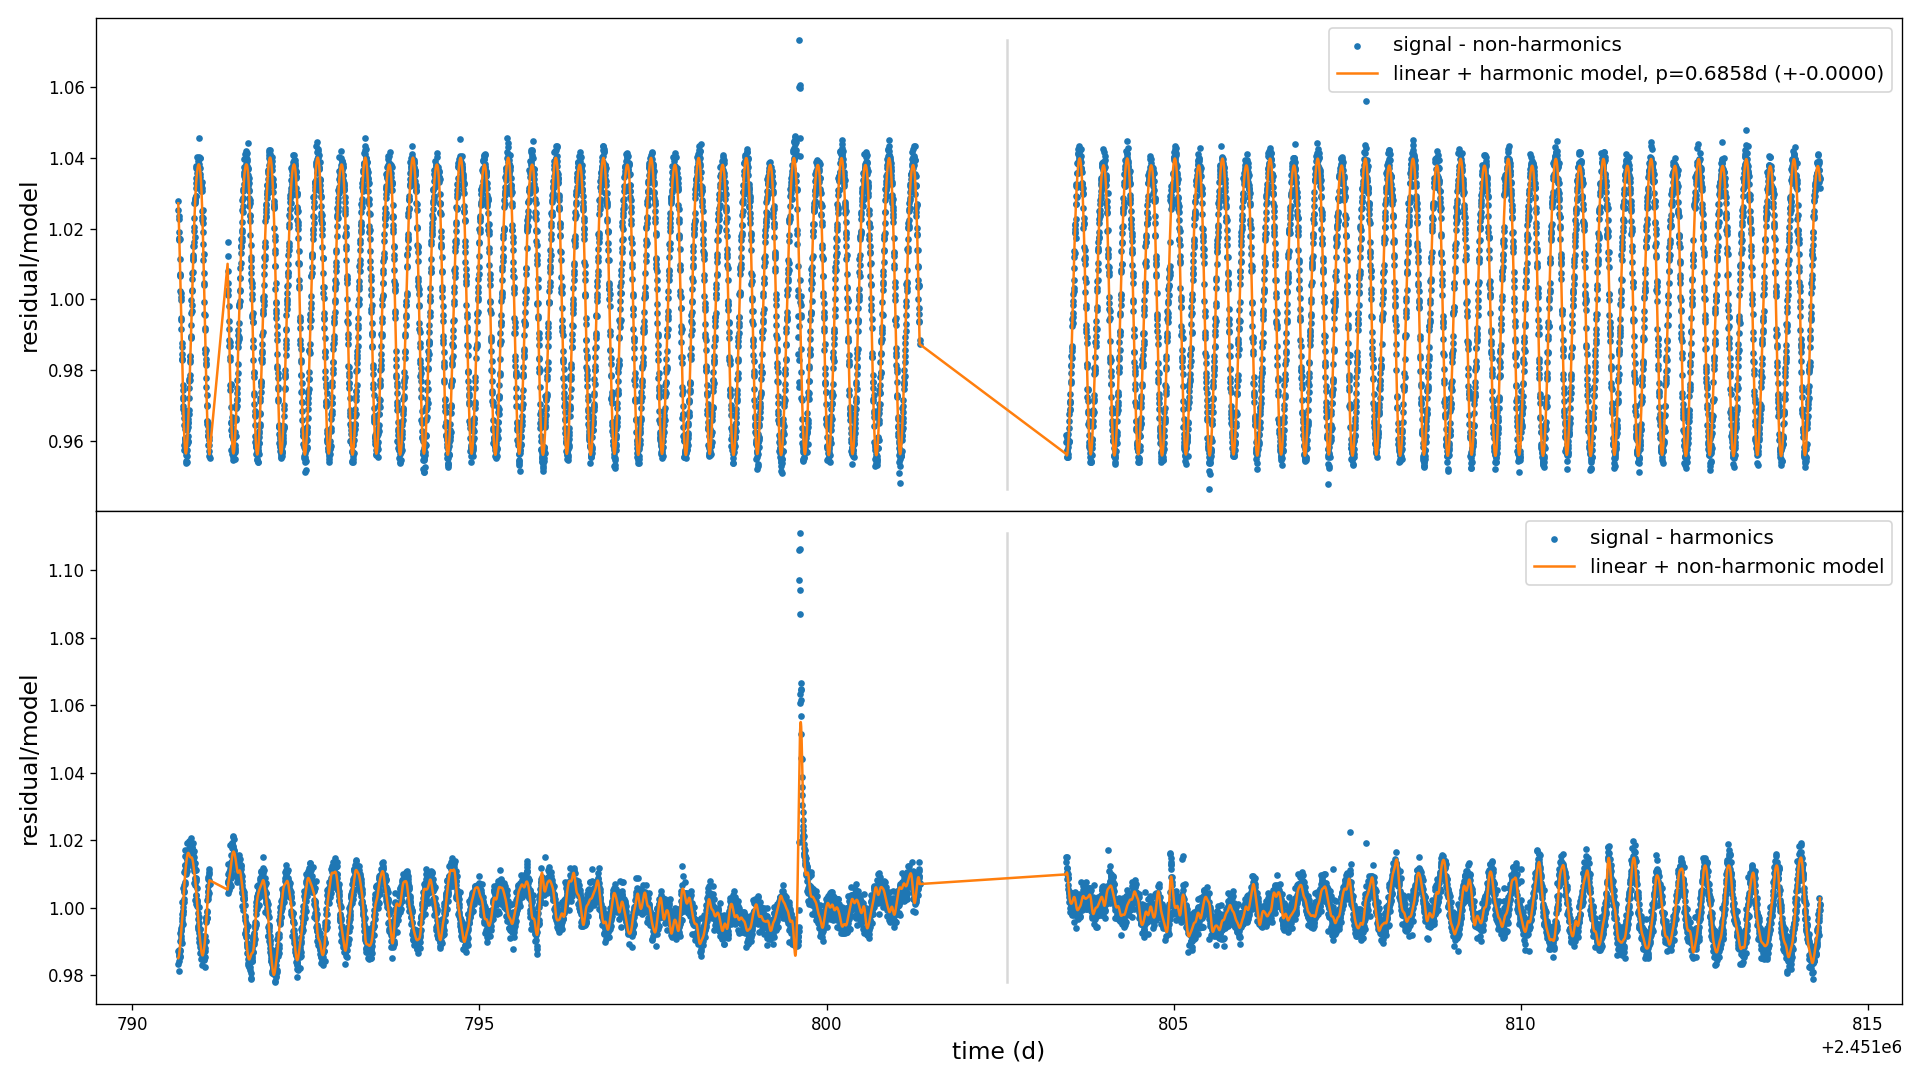 signal - non-harmonics
linear + harmonic model, p=0.6858d (+-0.0000)
residual/model
1.06
1.04
1.02
1.00
0.98
0.96
signal - harmonics
linear + non-harmonic model
residual/model
1.10
1.08
1.06
1.04
1.02
1.00
0.98
790 795 800 805 810 815
time (d)
+2.451e6